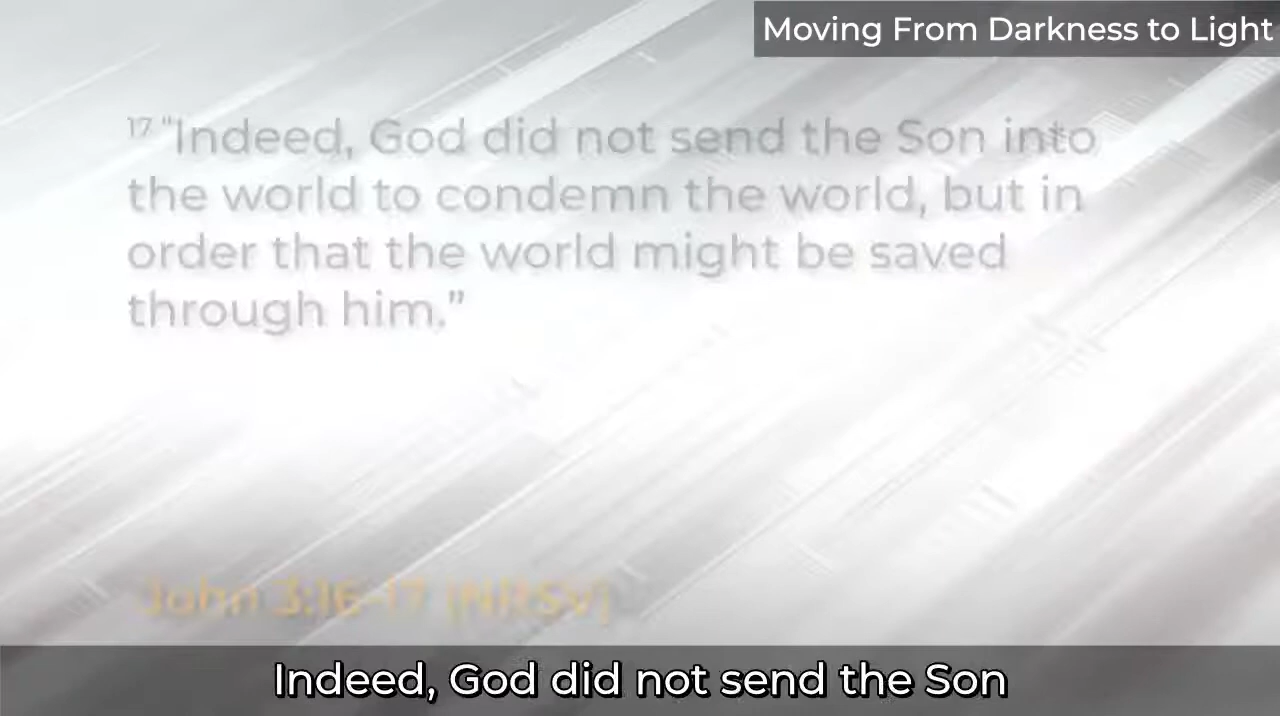 Moving From Darkness to Light
17 "Indeed, God did not send the Son into
the world to condemn the world, but in
order that the world might be saved
through him.”
John 3:16-17 (NRSV)
Indeed, God did not send the Son